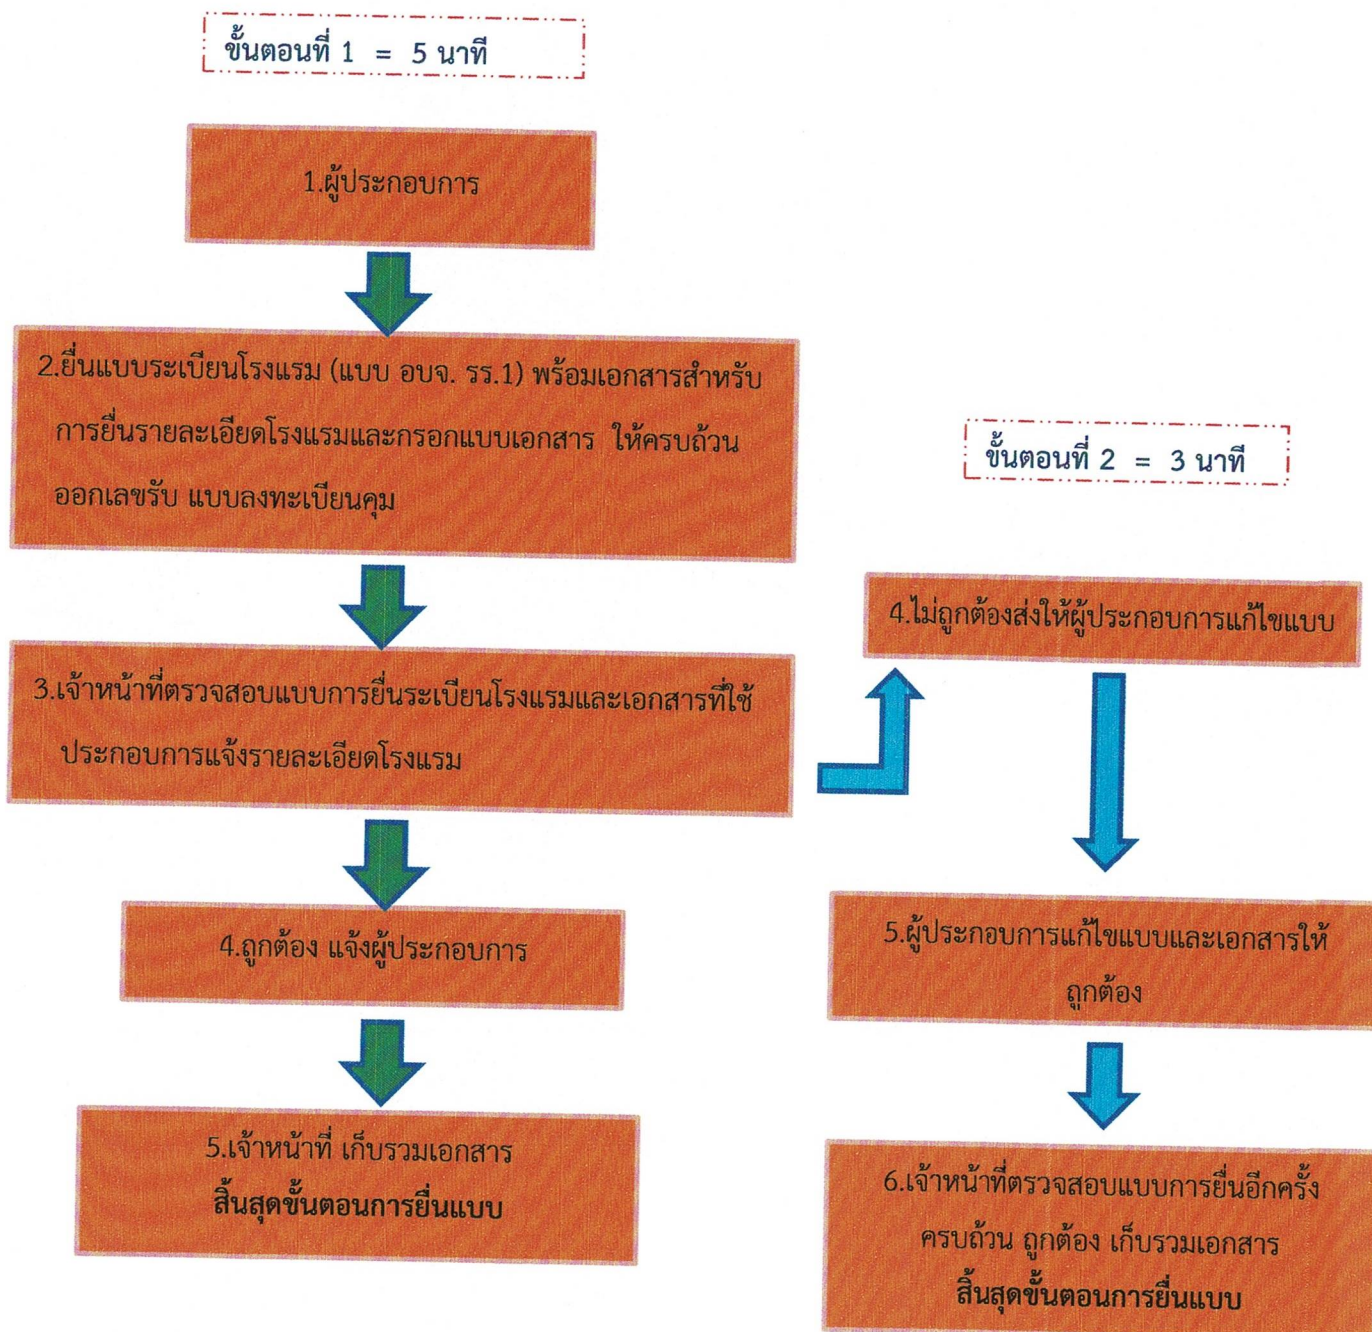 ขั้นตอนที่ 1 = 5 นาที
1.ผู้ประกอบการ
2.ยื่นแบบระเบียนโรงแรม (แบบ อบจ. รร.1) พร้อมเอกสารสำหรับ
การยื่นรายละเอียดโรงแรมและกรอกแบบเอกสาร ให้ครบถ้วน
ออกเลขรับ แบบลงทะเบียนคุม
3.เจ้าหน้าที่ตรวจสอบแบบการยื่นระเบียนโรงแรมและเอกสารที่ใช้
ประกอบการแจ้งรายละเอียดโรงแรม
4.ถูกต้อง แจ้งผู้ประกอบการ
5.เจ้าหน้าที่ เก็บรวมเอกสาร
สิ้นสุดขั้นตอนการยื่นแบบ
ขั้นตอนที่ 2 = 3 นาที
4.ไม่ถูกต้องส่งให้ผู้ประกอบการแก้ไขแบบ
5.ผู้ประกอบการแก้ไขแบบและเอกสารให้
ถูกต้อง
6.เจ้าหน้าที่ตรวจสอบแบบการยื่นอีกครั้ง
ครบถ้วน ถูกต้อง เก็บรวมเอกสาร
สิ้นสุดขั้นตอนการยื่นแบบ